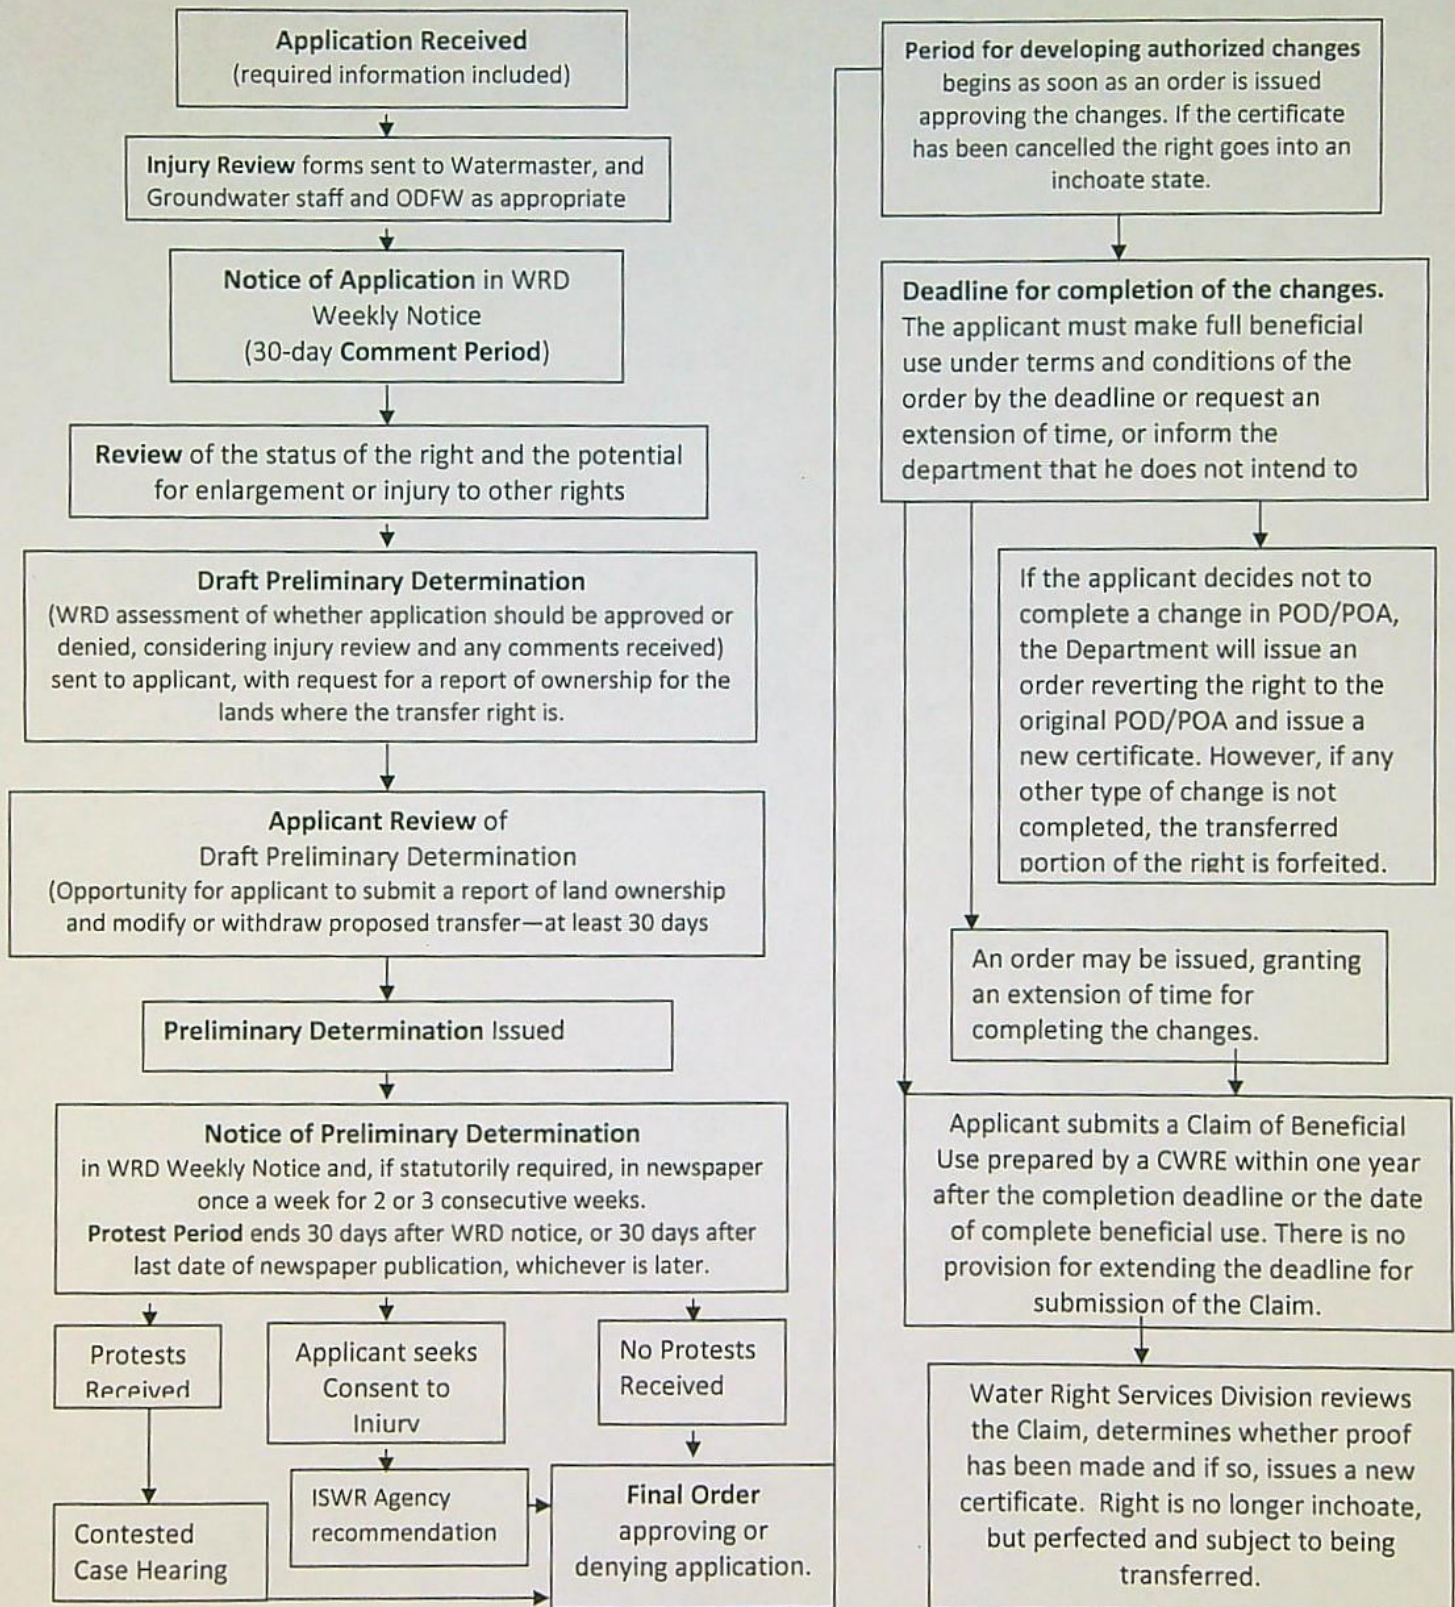 Application Received
(required information included)
Injury Review forms sent to Watermaster, and
Groundwater staff and ODFW as appropriate
Notice of Application in WRD
Weekly Notice
(30-day Comment Period)
Review of the status of the right and the potential
for enlargement or injury to other rights
Draft Preliminary Determination
(WRD assessment of whether application should be approved or
denied, considering injury review and any comments received)
sent to applicant, with request for a report of ownership for the
lands where the transfer right is.
Applicant Review of
Draft Preliminary Determination
(Opportunity for applicant to submit a report of land ownership
and modify or withdraw proposed transfer—at least 30 days
Preliminary Determination Issued
Notice of Preliminary Determination
in WRD Weekly Notice and, if statutorily required, in newspaper
once a week for 2 or 3 consecutive weeks.
Protest Period ends 30 days after WRD notice, or 30 days after
last date of newspaper publication, whichever is later.
Protests
Received
Applicant seeks
Consent to
Injury
No Protests
Received
Contested
Case Hearing
ISWR Agency
recommendation
Final Order
approving or
denying application.
Period for developing authorized changes
begins as soon as an order is issued
approving the changes. If the certificate
has been cancelled the right goes into an
inchoate state.
Deadline for completion of the changes.
The applicant must make full beneficial
use under terms and conditions of the
order by the deadline or request an
extension of time, or inform the
department that he does not intend to
If the applicant decides not to
complete a change in POD/POA,
the Department will issue an
order reverting the right to the
original POD/POA and issue a
new certificate. However, if any
other type of change is not
completed, the transferred
portion of the right is forfeited.
An order may be issued, granting
an extension of time for
completing the changes.
Applicant submits a Claim of Beneficial
Use prepared by a CWRE within one year
after the completion deadline or the date
of complete beneficial use. There is no
provision for extending the deadline for
submission of the Claim.
Water Right Services Division reviews
the Claim, determines whether proof
has been made and if so, issues a new
certificate. Right is no longer inchoate,
but perfected and subject to being
transferred.